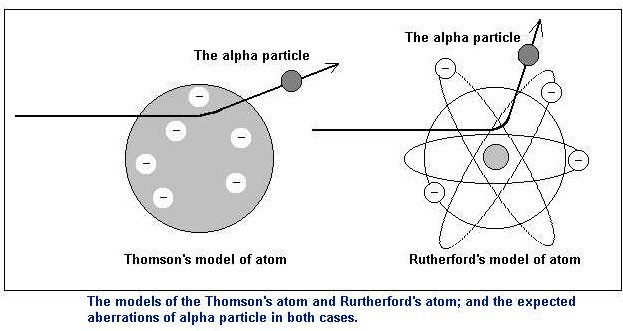 The alpha particle
The alpha particle
−
−
−
−
−
−
−
−
−
−
Thomson's model of atom
Rutherford's model of atom
The models of the Thomson's atom and Rurtherford's atom; and the expected
aberrations of alpha particle in both cases.